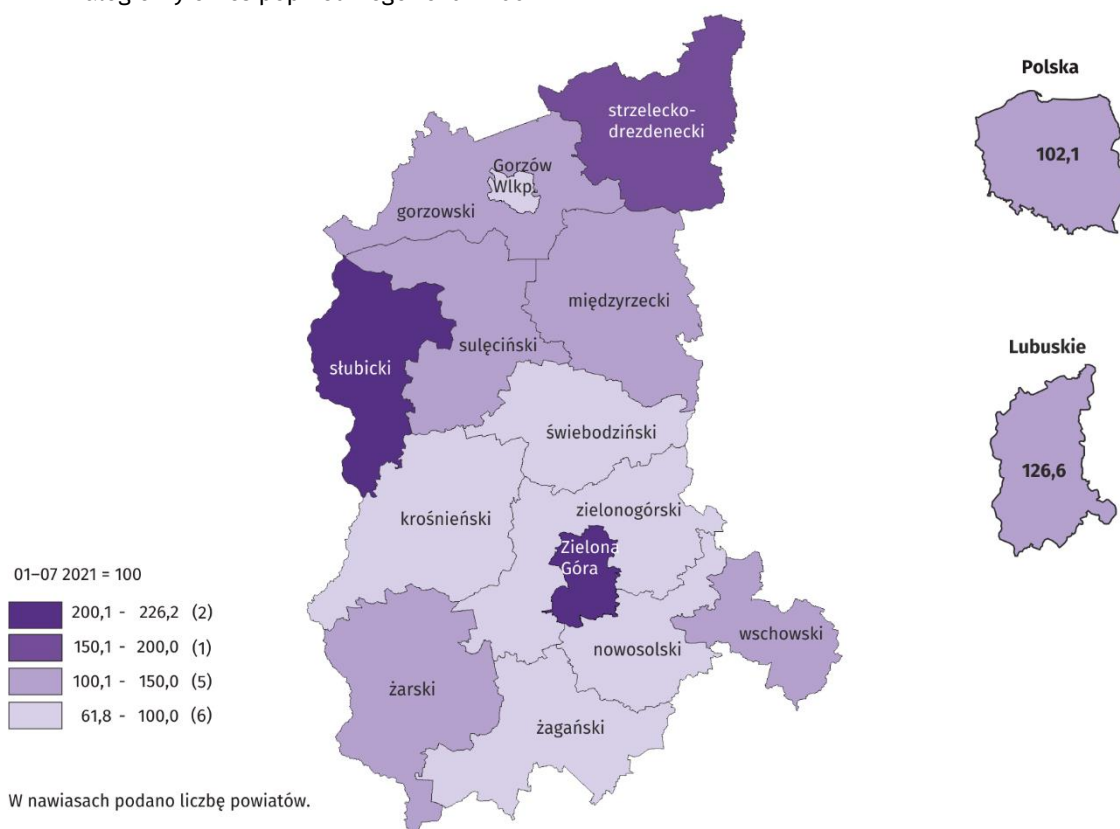 strzelecko-
drezdenecki
Gorzów
Wlkp.
gorzowski
międzyrzecki
sulęciński
słubicki
świebodziński
krośnieński
zielonogórski
Zielona
Góra
nowosolski
wschowski
żarski
żagański
Polska
102,1
Lubuskie
126,6
01–07 2021 = 100
200,1 - 226,2 (2)
150,1 - 200,0 (1)
100,1 - 150,0 (5)
61,8 - 100,0 (6)
W nawiasach podano liczbę powiatów.